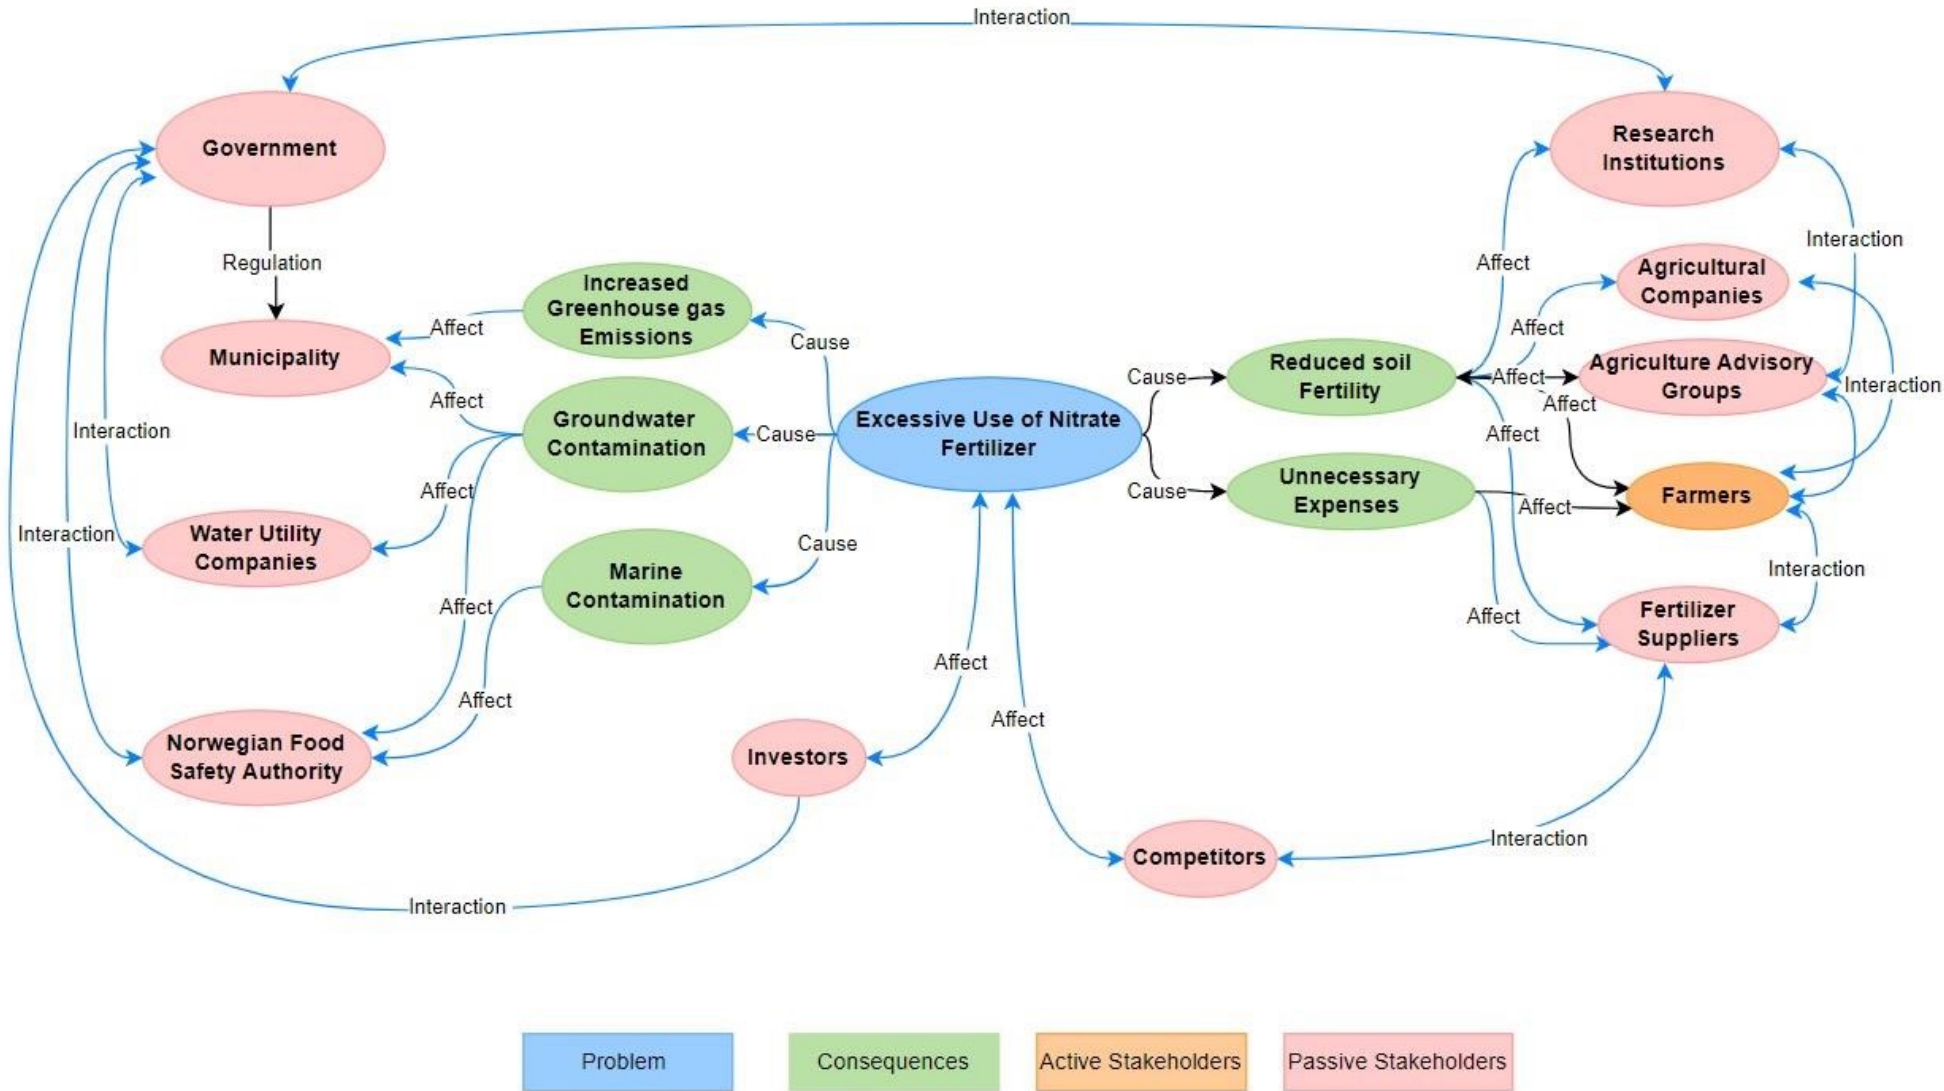 Interaction
Government
Research
Institutions
Regulation
Interaction
Affect
Increased
Greenhouse gas
Emissions
Agricultural
Companies
Affect
Affect
Cause
Municipality
Reduced soil
Fertility
Agriculture Advisory
Groups
Cause
Affect
Interaction
Affect
Affect
Interaction
Groundwater
Contamination
Cause
Excessive Use of Nitrate
Fertilizer
Affect
Affect
Cause
Unnecessary
Expenses
Farmers
Affect
Interaction
Water Utility
Companies
Cause
Marine
Contamination
Interaction
Affect
Affect
Fertilizer
Suppliers
Affect
Affect
Affect
Norwegian Food
Safety Authority
Investors
Interaction
Competitors
Interaction
Problem
Consequences
Active Stakeholders
Passive Stakeholders